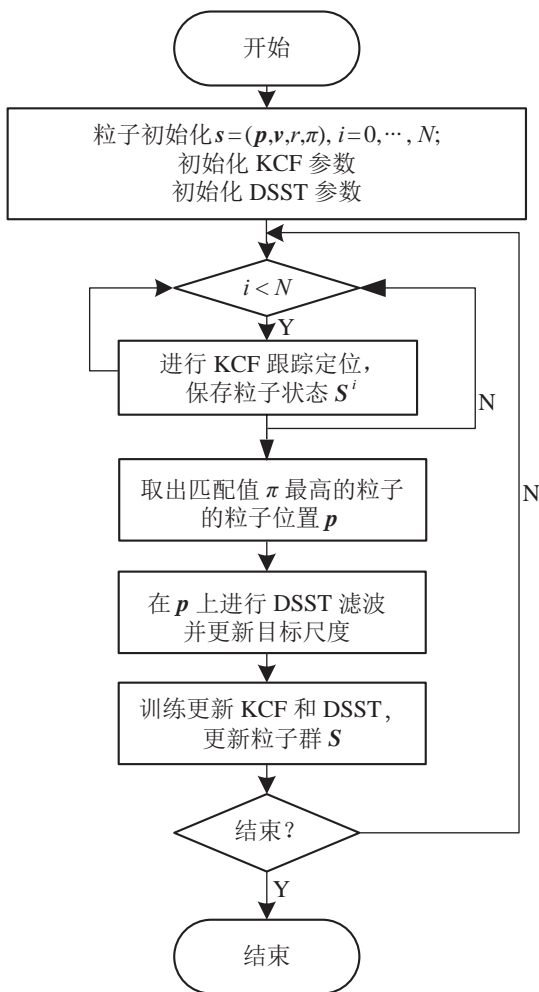 开始
粒子初始化 s=(p,v,r,π), i=0,⋯, N;
初始化 KCF 参数
初始化 DSST 参数
i<N
Y
进行 KCF 跟踪定位,
保存粒子状态 Sⁱ
N
取出匹配值 π 最高的粒子
的粒子位置 p
N
在 p 上进行 DSST 滤波
并更新目标尺度
训练更新 KCF 和 DSST,
更新粒子群 S
结束?
Y
结束